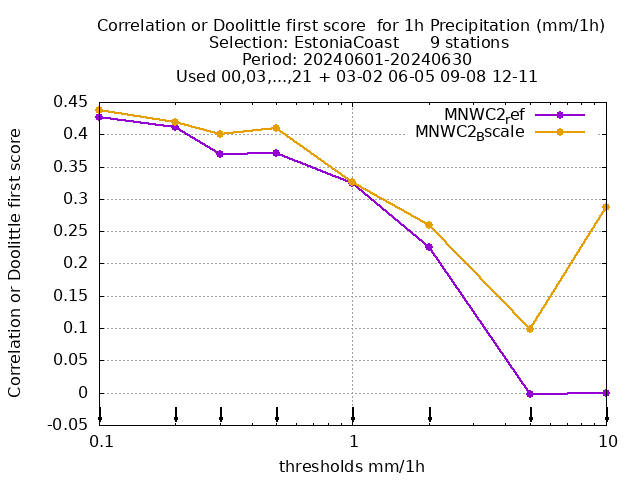 Correlation or Doolittle first score  for 1h Precipitation (mm/1h)
Selection: EstoniaCoast      9 stations
Period: 20240601-20240630
Used 00,03,...,21 + 03-02 06-05 09-08 12-11
MNWC2ref
MNWC2Bscale
Correlation or Doolittle first score
0.45
0.4
0.35
0.3
0.25
0.2
0.15
0.1
0.05
0
-0.05
0.1
1
10
thresholds mm/1h